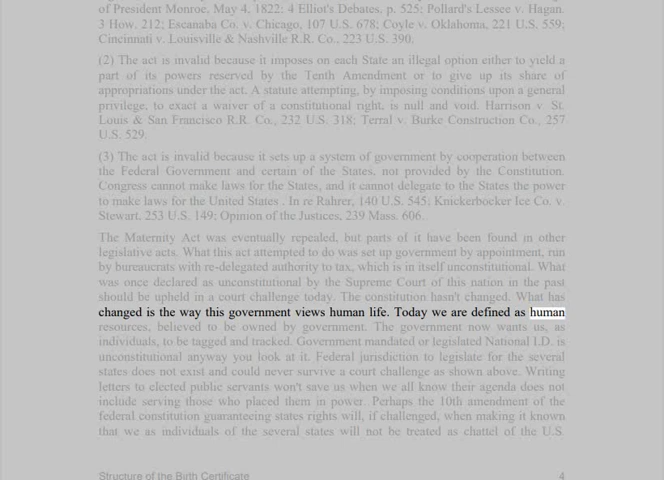 of President Monroe, May 4, 1822; 4 Elliot's Debates, p. 525; Pollard's Lessee v. Hagan,
3 How. 212; Escanaba Co. v. Chicago, 107 U.S. 678; Coyle v. Oklahoma, 221 U.S. 559;
Cincinnati v. Louisville & Nashville R.R. Co., 223 U.S. 390.
(2) The act is invalid because it imposes on each State an illegal option either to yield a
part of its powers reserved by the Tenth Amendment or to give up its share of
appropriations under the act. A statute attempting, by imposing conditions upon a general
privilege, to exact a waiver of a constitutional right, is null and void. Harrison v. St.
Louis & San Francisco R.R. Co., 232 U.S. 318; Terral v. Burke Construction Co., 257
U.S. 529.
(3) The act is invalid because it sets up a system of government by cooperation between
the Federal Government and certain of the States, not provided by the Constitution.
Congress cannot make laws for the States, and it cannot delegate to the States the power
to make laws for the United States . In re Rahrer, 140 U.S. 545; Knickerbocker Ice Co. v.
Stewart, 253 U.S. 149; Opinion of the Justices, 239 Mass. 606.
The Maternity Act was eventually repealed, but parts of it have been found in other
legislative acts. What this act attempted to do was set up government by appointment, run
by bureaucrats with re-delegated authority to tax, which is in itself unconstitutional. What
was once declared as unconstitutional by the Supreme Court of this nation in the past
should be upheld in a court challenge today. The constitution hasn't changed. What has
changed is the way this government views human life. Today we are defined as human
resources, believed to be owned by government. The government now wants us, as
individuals, to be tagged and tracked. Government mandated or legislated National I.D. is
unconstitutional anyway you look at it. Federal jurisdiction to legislate for the several
states does not exist and could never survive a court challenge as shown above. Writing
letters to elected public servants won't save us when we all know their agenda does not
include serving those who placed them in power. Perhaps the 10th amendment of the
federal constitution guaranteeing states rights will, if challenged, when making it known
that we as individuals of the several states will not be treated as chattel of the U.S.
Structure of the Birth Certificate 4